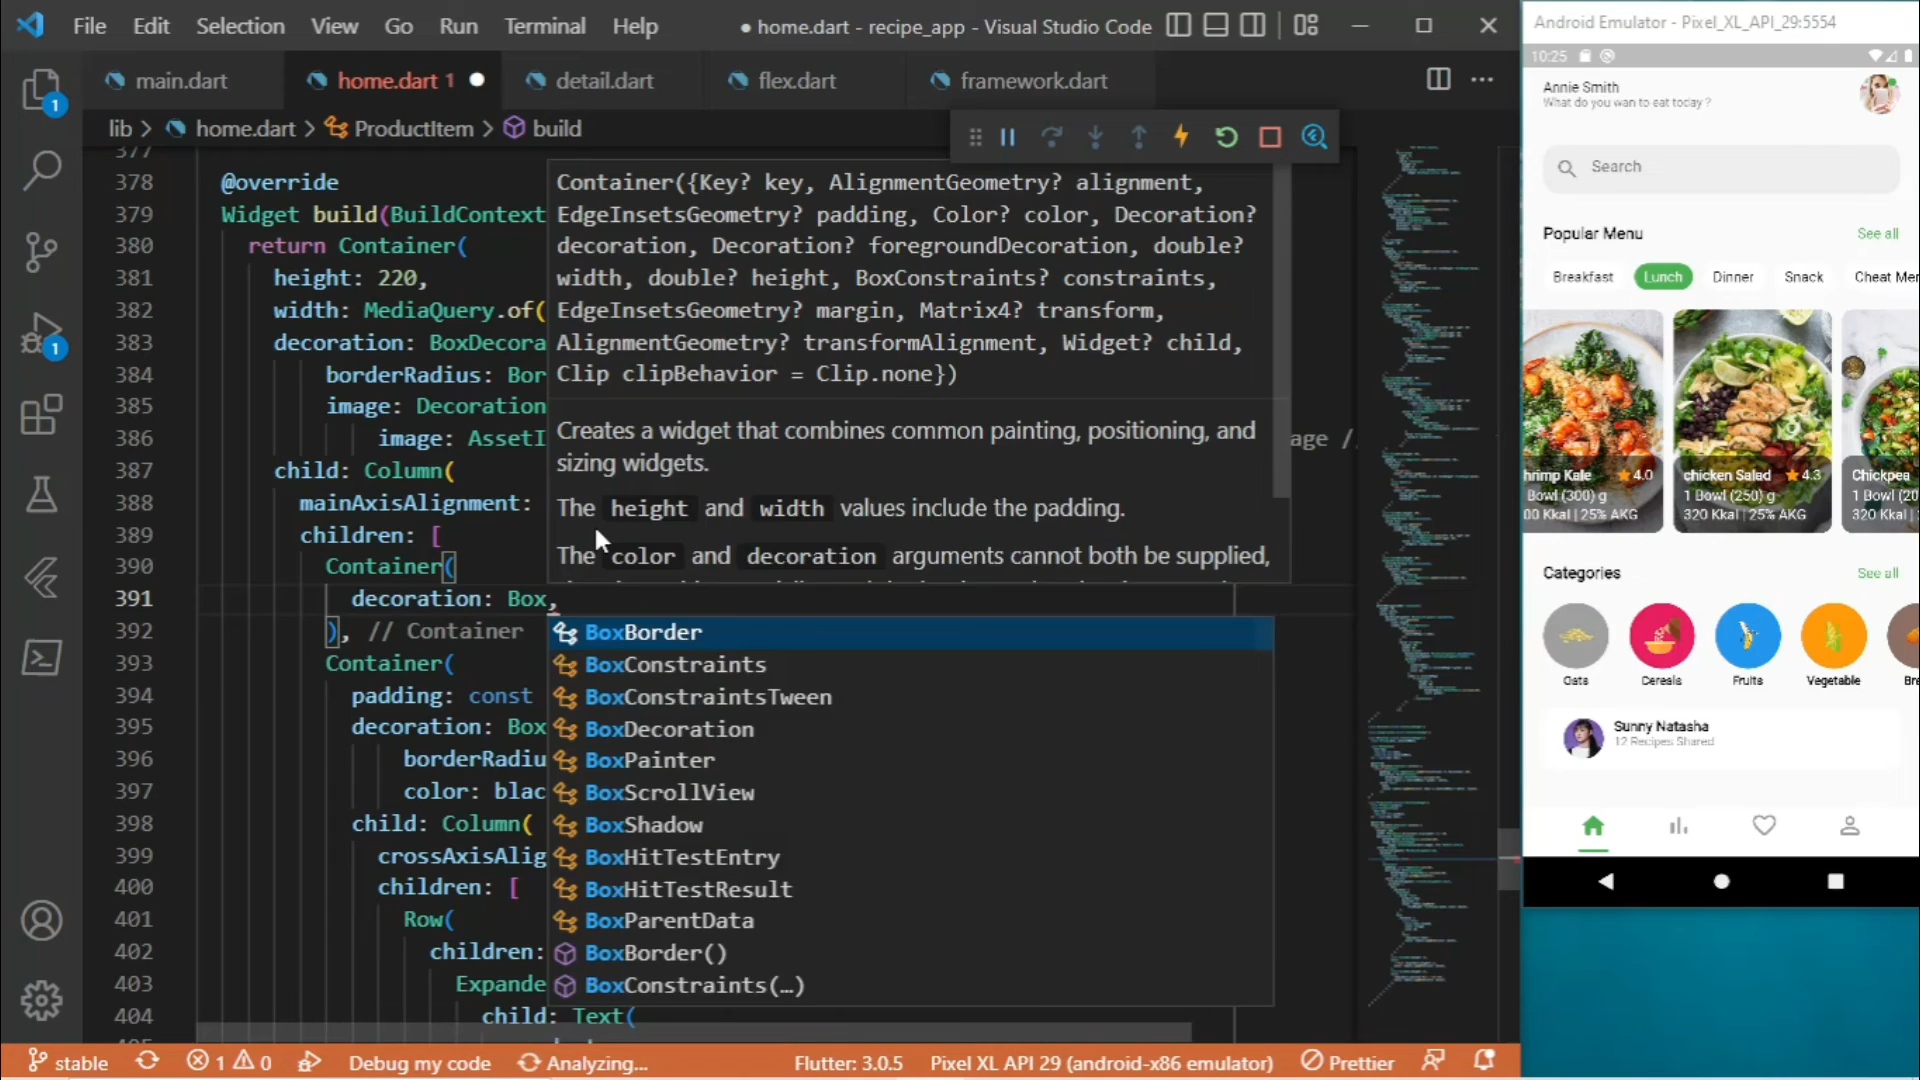 File Edit Selection View Go Run Terminal Help
● home.dart - recipe_app - Visual Studio Code
main.dart
home.dart 1
detail.dart
flex.dart
framework.dart
lib > home.dart > ProductItem > build
377
378 @override
379 Widget build(BuildContext
380 return Container(
381 height: 220,
382 width: MediaQuery.of(
383 decoration: BoxDecora
384 borderRadius: Bor
385 image: Decoration
386 image: AssetI
age //
387 child: Column(
388 mainAxisAlignment:
389 children: [
390 Container(
391 decoration: Box,
392 ), // Container
393 Container(
394 padding: const
395 decoration: Box
396 borderRadiu
397 color: blac
398 child: Column(
399 crossAxisAlig
400 children: [
401 Row(
402 children:
403 Expande
404 child: Text(
Container({Key? key, AlignmentGeometry? alignment,
EdgeInsetsGeometry? padding, Color? color, Decoration?
decoration, Decoration? foregroundDecoration, double?
width, double? height, BoxConstraints? constraints,
EdgeInsetsGeometry? margin, Matrix4? transform,
AlignmentGeometry? transformAlignment, Widget? child,
Clip clipBehavior = Clip.none})
Creates a widget that combines common painting, positioning, and
sizing widgets.
The height and width values include the padding.
The color and decoration arguments cannot both be supplied,
BoxBorder
BoxConstraints
BoxConstraintsTween
BoxDecoration
BoxPainter
BoxScrollView
BoxShadow
BoxHitTestEntry
BoxHitTestResult
BoxParentData
BoxBorder()
BoxConstraints(…)
1
1
stable
1 0
Debug my code
Analyzing...
Flutter: 3.0.5
Pixel XL API 29 (android-x86 emulator)
Prettier
Android Emulator - Pixel_XL_API_29:5554
10:25
Annie Smith
What do you wan to eat today ?
Search
Popular Menu
See all
Breakfast Lunch Dinner Snack Cheat Mer
hrimp Kale 4.0
Bowl (300) g
00 Kkal | 25% AKG
chicken Salad 4.3
1 Bowl (250) g
320 Kkal | 25% AKG
Chickpea
1 Bowl (20
320 Kkal |
Categories
See all
Oats Cereals Fruits Vegetable Bre
Sunny Natasha
12 Recipes Shared